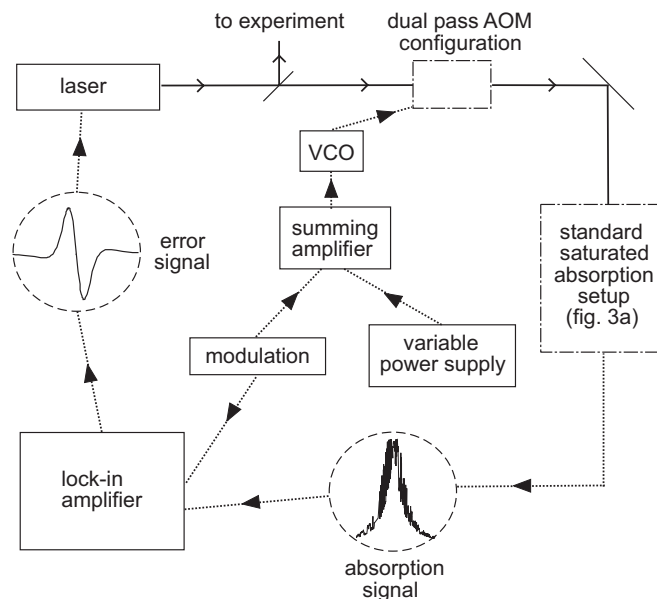 to experiment
dual pass AOM
configuration
laser
VCO
summing
amplifier
error
signal
standard
saturated
absorption
setup
(fig. 3a)
modulation
variable
power supply
lock-in
amplifier
absorption
signal